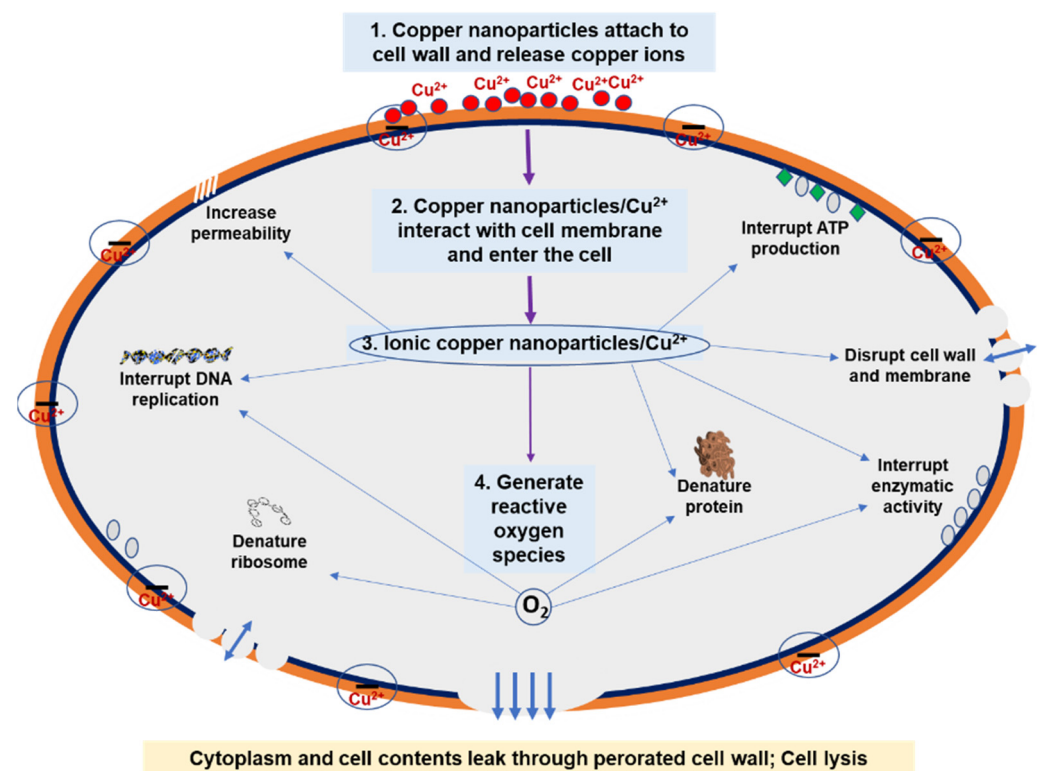 1. Copper nanoparticles attach to
cell wall and release copper ions
Cu²⁺
Cu²⁺
Cu²⁺
Cu²⁺Cu²⁺
Cu²⁺
Cu²⁺
2. Copper nanoparticles/Cu²⁺
interact with cell membrane
and enter the cell
Increase
permeability
Interrupt ATP
production
Cu²⁺
Cu²⁺
3. Ionic copper nanoparticles/Cu²⁺
Disrupt cell wall
and membrane
Interrupt DNA
replication
Cu²⁺
4. Generate
reactive
oxygen
species
Denature
protein
Interrupt
enzymatic
activity
Denature
ribosome
Cu²⁺
O₂
Cu²⁺
Cu²⁺
Cytoplasm and cell contents leak through perorated cell wall; Cell lysis